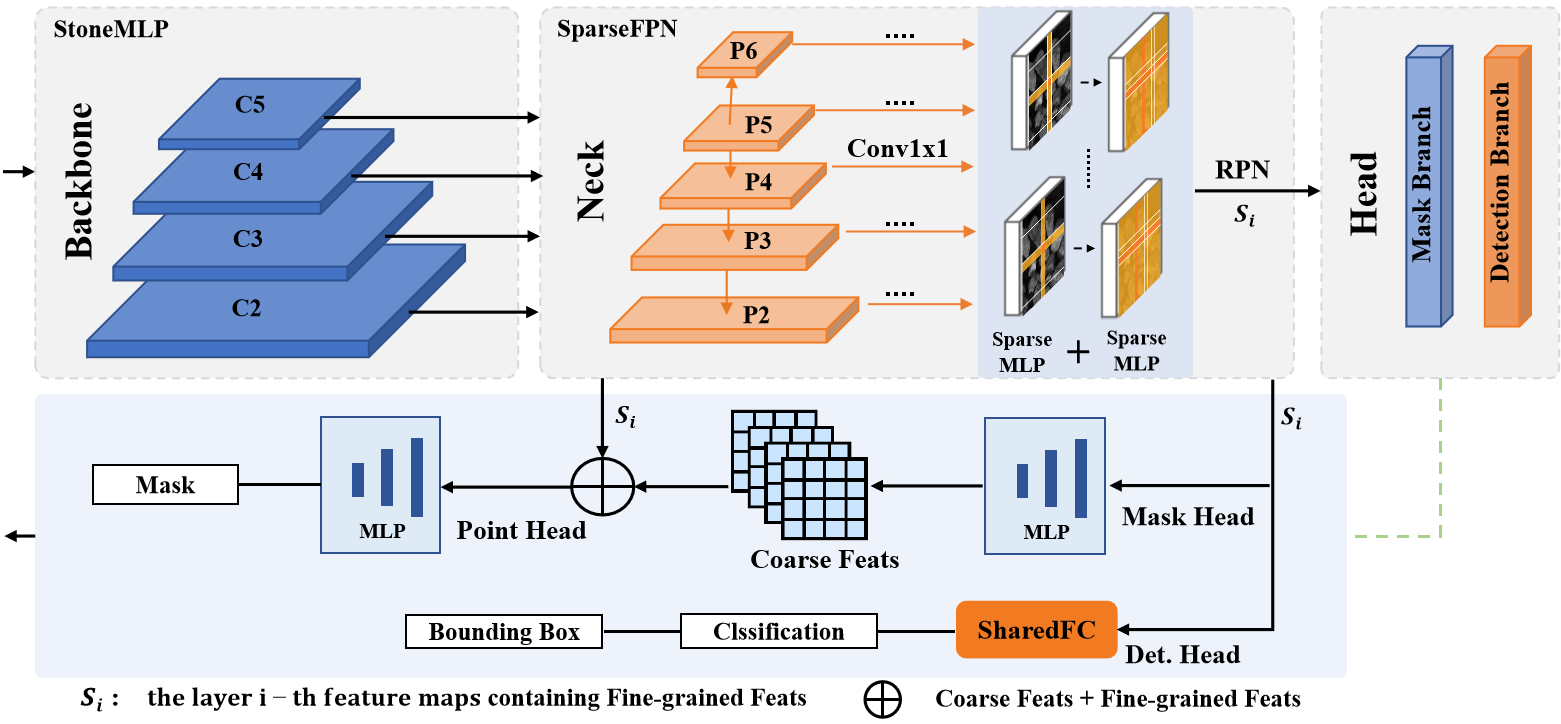 StoneMLP
Backbone
C5
C4
C3
C2
SparseFPN
Neck
P6
P5
P4
P3
P2
....
....
Conv1x1
....
....
......
Sparse
MLP
+
Sparse
MLP
RPN
S_i
Head
Mask Branch
Detection Branch
S_i
S_i
Mask
MLP
Point Head
Coarse Feats
MLP
Mask Head
Bounding Box
Clssification
SharedFC
Det. Head
S_i : the layer i − th feature maps containing Fine-grained Feats
⊕ Coarse Feats + Fine-grained Feats